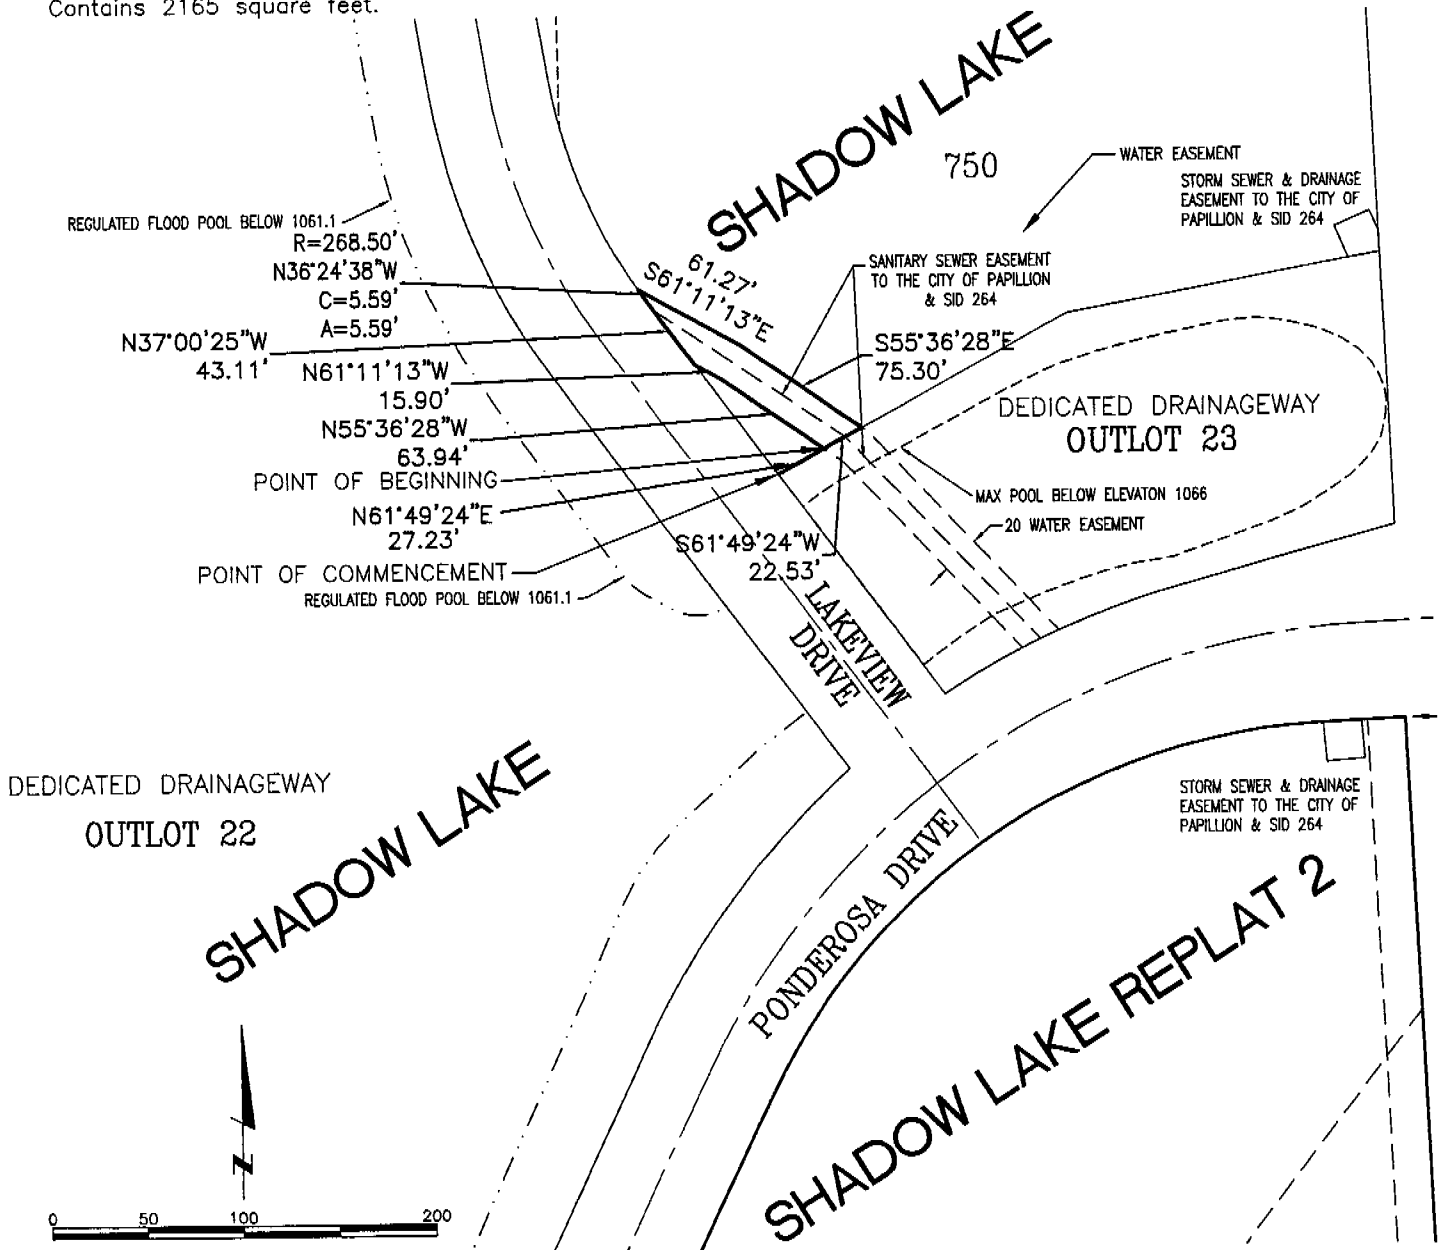 Contains 2165 square feet.
SHADOW LAKE
750
WATER EASEMENT
STORM SEWER & DRAINAGE
EASEMENT TO THE CITY OF
PAPILLION & SID 264
REGULATED FLOOD POOL BELOW 1061.1
R=268.50'
N36°24'38"W
C=5.59'
A=5.59'
N37°00'25"W
43.11'
N61°11'13"W
15.90'
N55°36'28"W
63.94'
POINT OF BEGINNING
N61°49'24"E
27.23'
POINT OF COMMENCEMENT
REGULATED FLOOD POOL BELOW 1061.1
61.27'
S61°11'13"E
SANITARY SEWER EASEMENT
TO THE CITY OF PAPILLION
& SID 264
S55°36'28"E
75.30'
DEDICATED DRAINAGEWAY
OUTLOT 23
MAX POOL BELOW ELEVATON 1066
20 WATER EASEMENT
S61°49'24"W
22.53'
LAKEVIEW
DRIVE
DEDICATED DRAINAGEWAY
OUTLOT 22
SHADOW LAKE
PONDEROSA DRIVE
STORM SEWER & DRAINAGE
EASEMENT TO THE CITY OF
PAPILLION & SID 264
SHADOW LAKE REPLAT 2
N
0 50 100 200